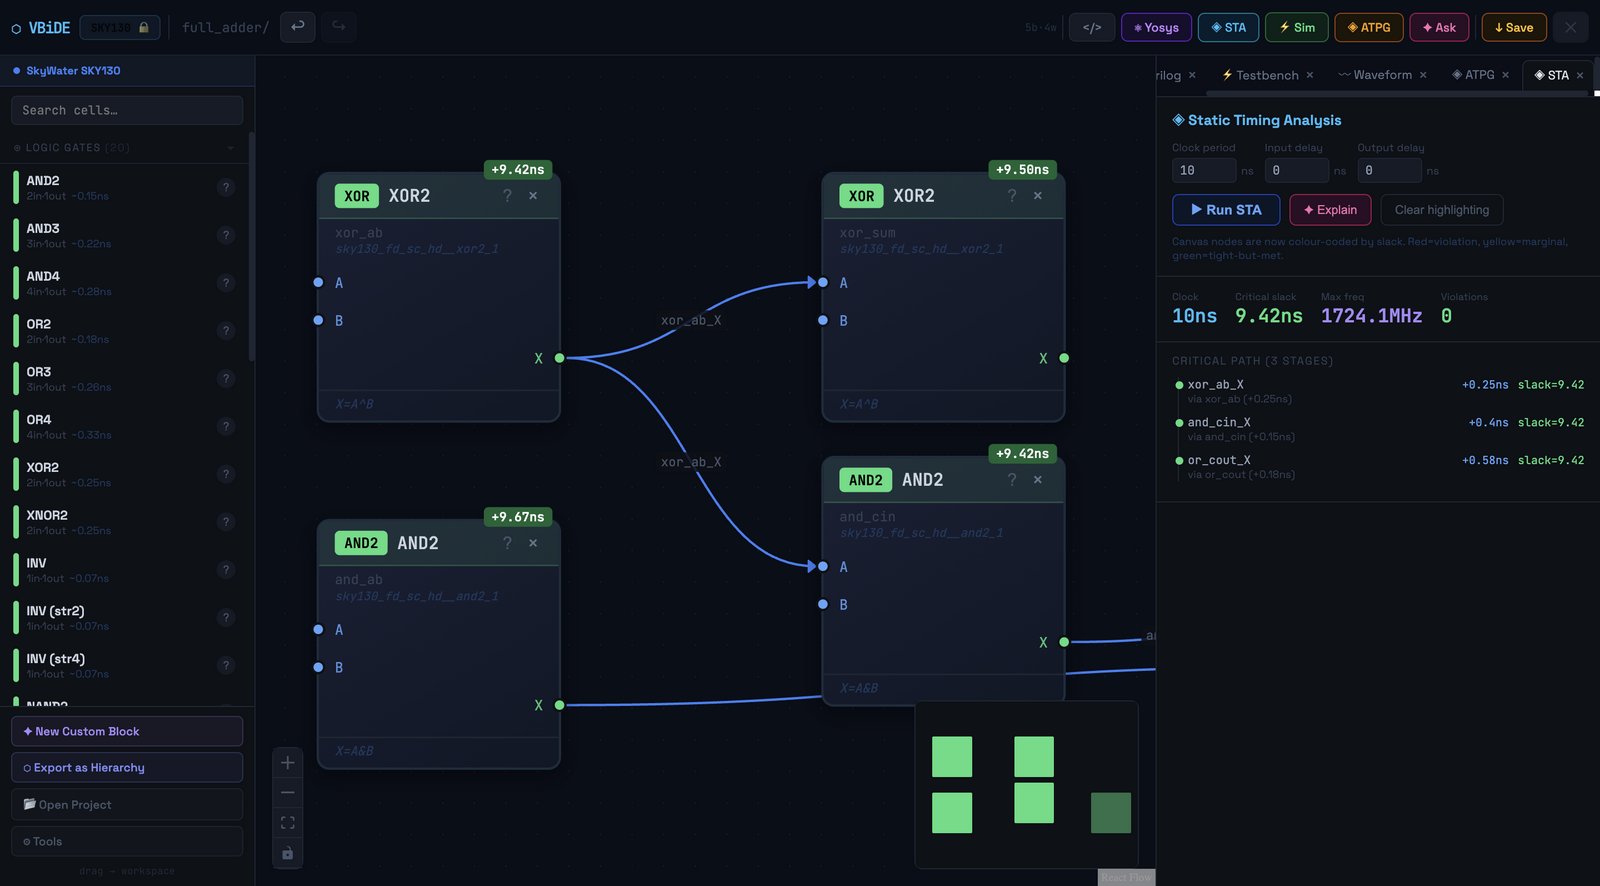 VBiDE
SKY130
full_adder/
5b·4w
</>
Yosys
STA
Sim
ATPG
Ask
Save
SkyWater SKY130
Search cells…
LOGIC GATES (20)
AND2
2in·1out ~0.15ns
?
AND3
3in·1out ~0.22ns
?
AND4
4in·1out ~0.28ns
?
OR2
2in·1out ~0.18ns
?
OR3
3in·1out ~0.26ns
?
OR4
4in·1out ~0.33ns
?
XOR2
2in·1out ~0.25ns
?
XNOR2
2in·1out ~0.25ns
?
INV
1in·1out ~0.07ns
?
INV (str2)
1in·1out ~0.07ns
?
INV (str4)
1in·1out ~0.07ns
?
NAND2
New Custom Block
Export as Hierarchy
Open Project
Tools
drag → workspace
+9.42ns
XOR XOR2 ? ×
xor_ab
sky130_fd_sc_hd__xor2_1
A
B
X
X=A^B
+9.67ns
AND2 AND2 ? ×
and_ab
sky130_fd_sc_hd__and2_1
A
B
X
X=A&B
xor_ab_X
xor_ab_X
+9.50ns
XOR XOR2 ? ×
xor_sum
sky130_fd_sc_hd__xor2_1
A
B
X
X=A^B
+9.42ns
AND2 AND2 ? ×
and_cin
sky130_fd_sc_hd__and2_1
A
B
X
X=A&B
an
React Flow
rilog ×
Testbench ×
Waveform ×
ATPG ×
STA ×
Static Timing Analysis
Clock period Input delay Output delay
10 ns 0 ns 0 ns
Run STA
Explain
Clear highlighting
Canvas nodes are now colour-coded by slack. Red=violation, yellow=marginal,
green=tight-but-met.
Clock Critical slack Max freq Violations
10ns 9.42ns 1724.1MHz 0
CRITICAL PATH (3 STAGES)
xor_ab_X +0.25ns slack=9.42
via xor_ab (+0.25ns)
and_cin_X +0.4ns slack=9.42
via and_cin (+0.15ns)
or_cout_X +0.58ns slack=9.42
via or_cout (+0.18ns)